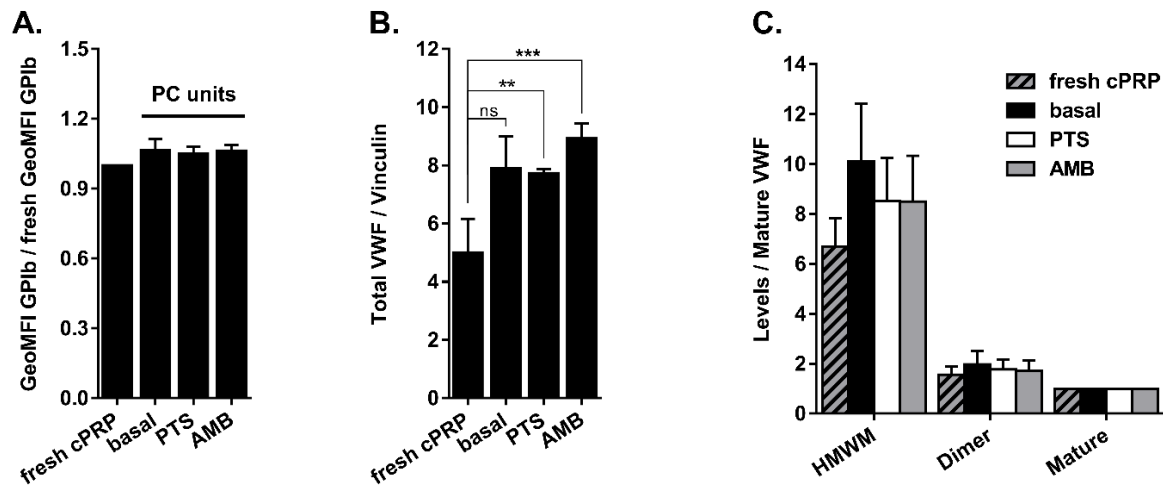 A.
GeoMFI GPIb / fresh GeoMFI GPIb
1.5
1.2
0.9
0.6
0.3
0.0
PC units
fresh cPRP
basal
PTS
AMB
B.
Total VWF / Vinculin
12
10
8
6
4
2
0
***
**
ns
fresh cPRP
basal
PTS
AMB
C.
Levels / Mature VWF
14
12
10
8
6
4
2
0
fresh cPRP
basal
PTS
AMB
HMWM
Dimer
Mature